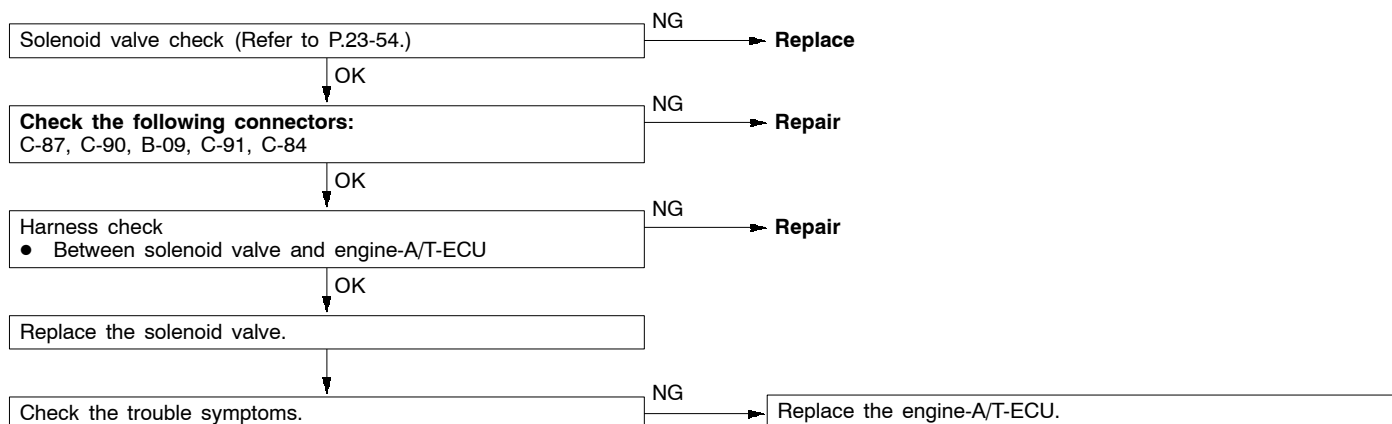 Solenoid valve check (Refer to P.23-54.)
NG
Replace
OK
Check the following connectors:
C-87, C-90, B-09, C-91, C-84
NG
Repair
OK
Harness check
● Between solenoid valve and engine-A/T-ECU
NG
Repair
OK
Replace the solenoid valve.
Check the trouble symptoms.
NG
Replace the engine-A/T-ECU.